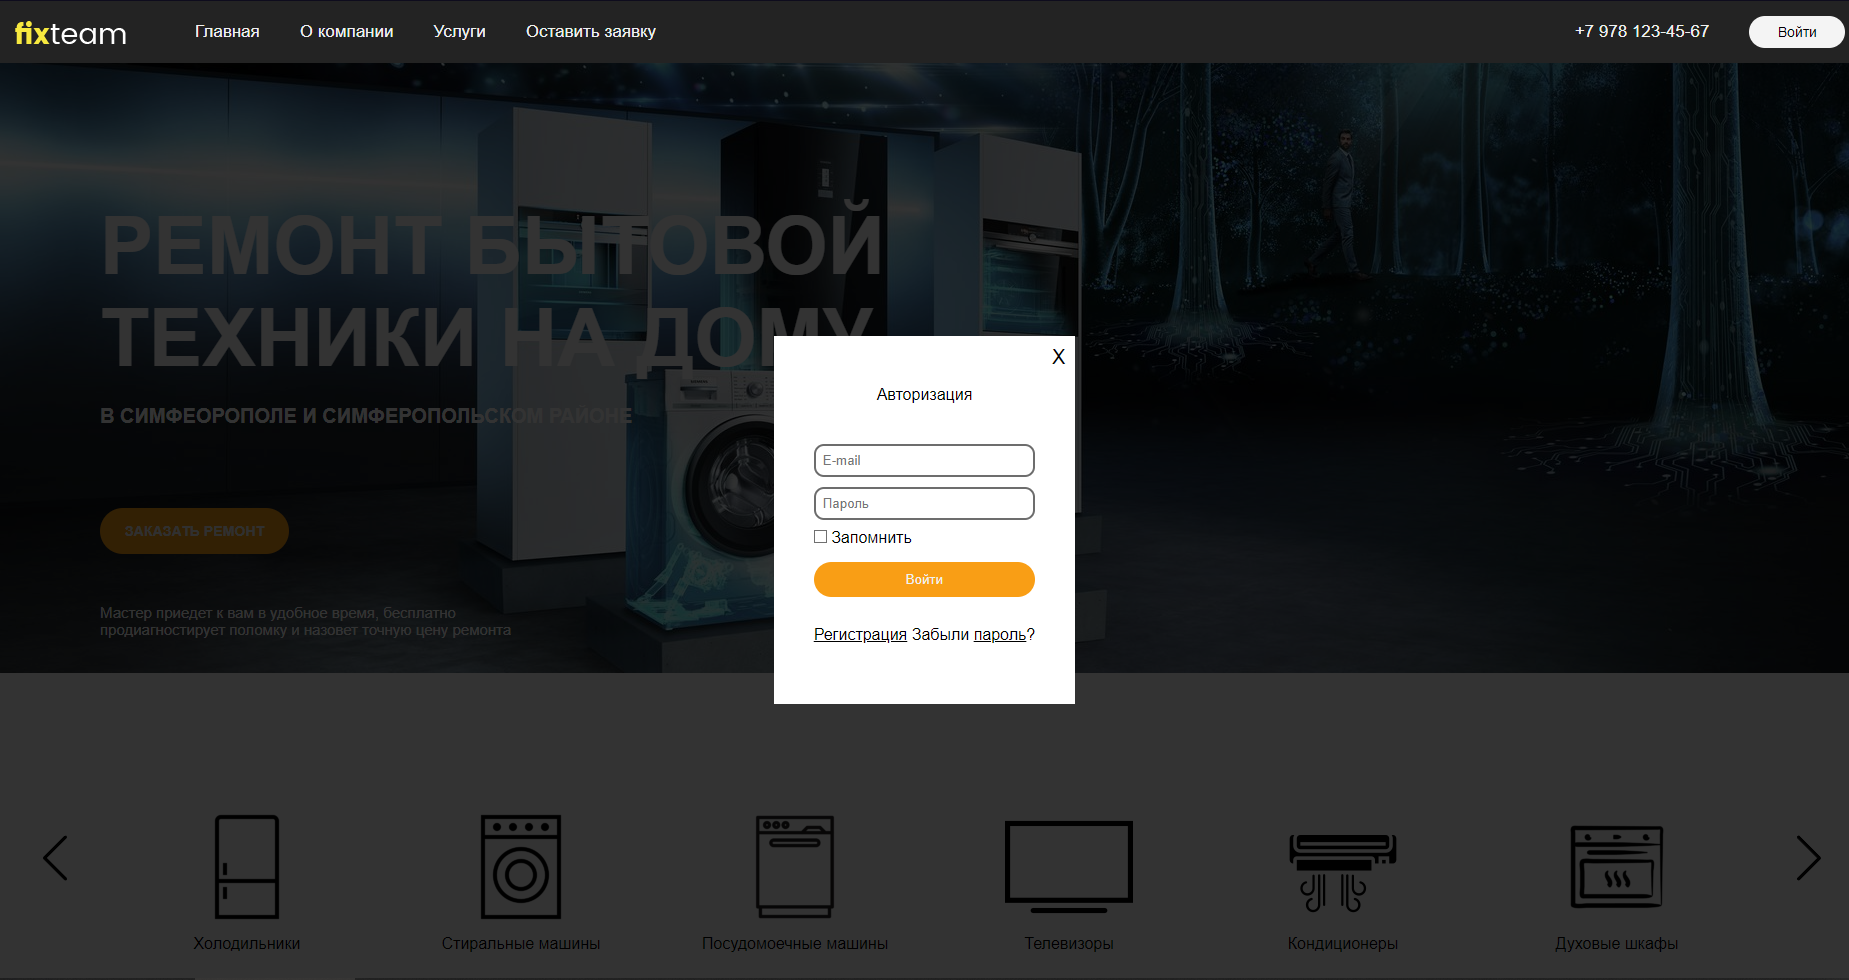 fixteam
Главная
О компании
Услуги
Оставить заявку
+7 978 123-45-67
Войти
РЕМОНТ БЫТОВОЙ
ТЕХНИКИ НА ДОМУ
В СИМФЕОРОПОЛЕ И СИМФЕРОПОЛЬСКОМ РАЙОНЕ
ЗАКАЗАТЬ РЕМОНТ
Мастер приедет к вам в удобное время, бесплатно
продиагностирует поломку и назовет точную цену ремонта
X
Авторизация
E-mail
Пароль
Запомнить
Войти
Регистрация Забыли пароль?
Холодильники
Стиральные машины
Посудомоечные машины
Телевизоры
Кондиционеры
Духовые шкафы